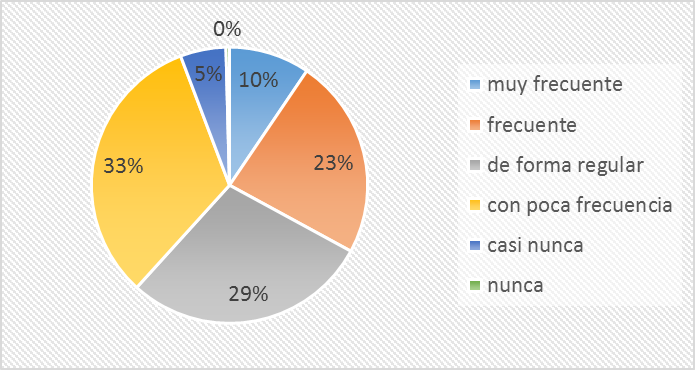 0%
10%
5%
23%
33%
29%
muy frecuente
frecuente
de forma regular
con poca frecuencia
casi nunca
nunca